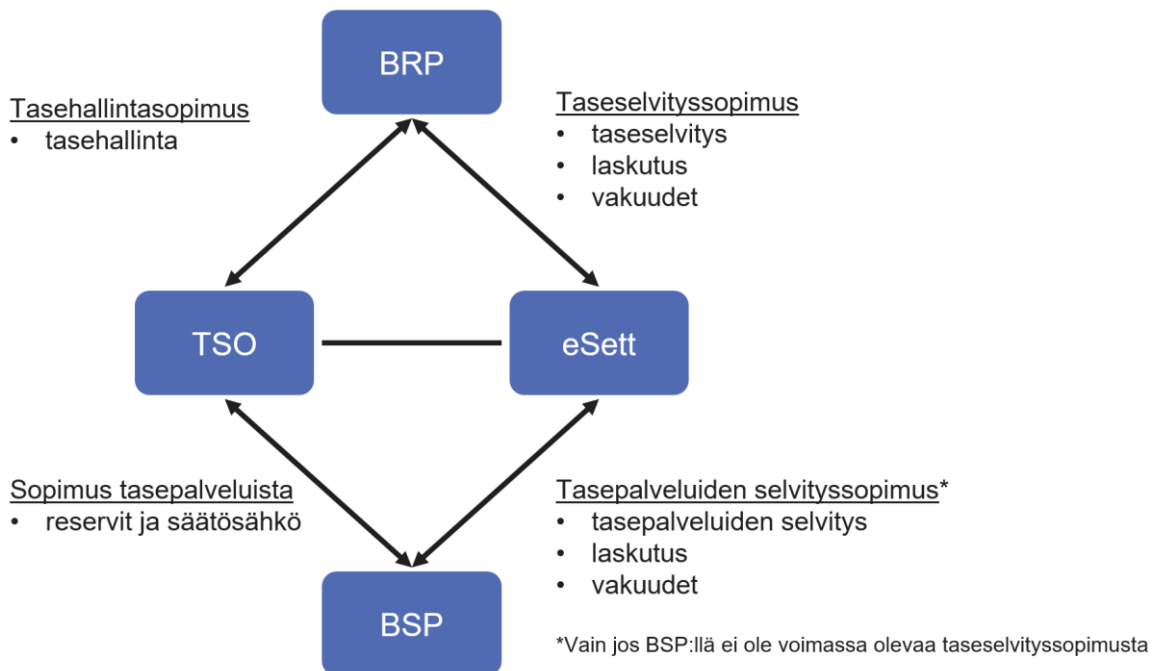 BRP
Tasehallintasopimus
• tasehallinta
Taseselvityssopimus
• taseselvitys
• laskutus
• vakuudet
TSO
eSett
Sopimus tasepalveluista
• reservit ja säätösähkö
Tasepalveluiden selvityssopimus*
• tasepalveluiden selvitys
• laskutus
• vakuudet
BSP
*Vain jos BSP:llä ei ole voimassa olevaa taseselvityssopimusta